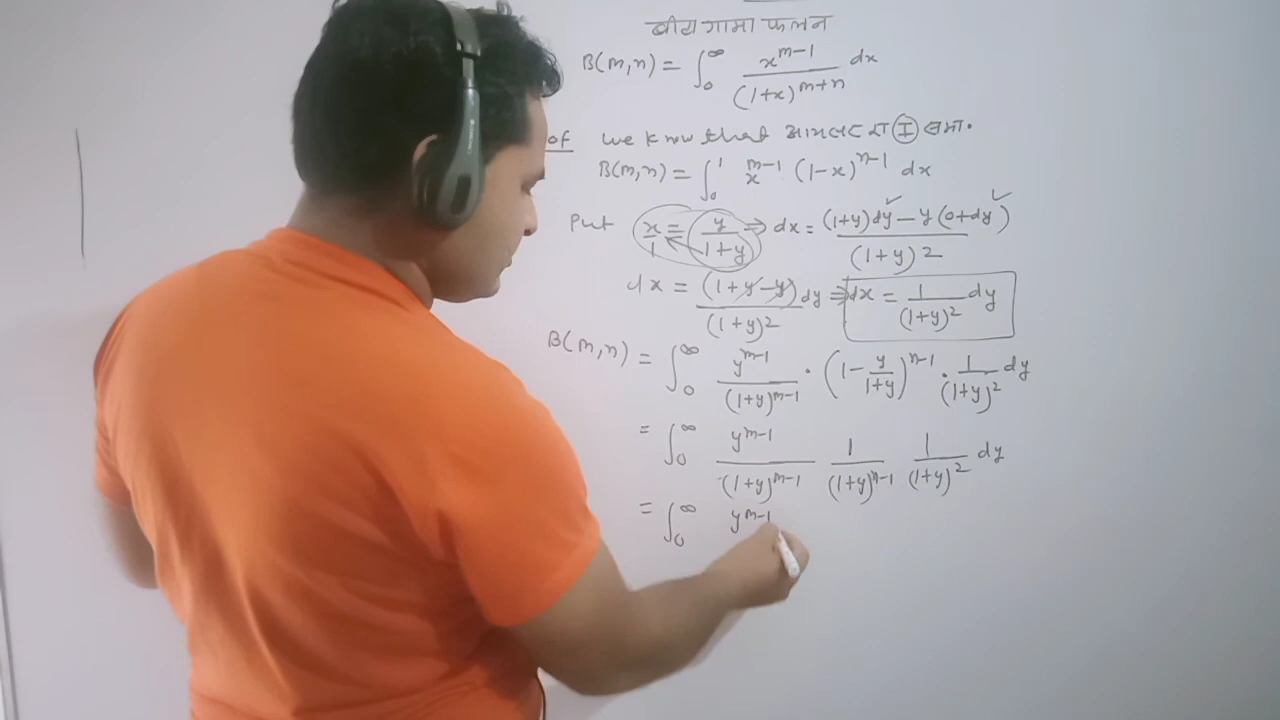 बीटा गामा फलन
B(m,n) = ∫₀^∞ x^{m-1}/(1+x)^{m+n} dx
of we know that I
B(m,n) = ∫₀^1 x^{m-1} (1-x)^{n-1} dx
Put x/1 = y/(1+y) ⇒ dx = ((1+y)dy - y(0+dy))/(1+y)2
dx = (1+y-y)/(1+y)2 dy ⇒ dx = 1/(1+y)^2 dy
B(m,n) = ∫₀^∞ y^{m-1}/(1+y)^{m-1} · (1 - y/(1+y))^{n-1} · 1/(1+y)^2 dy
= ∫₀^∞ y^{m-1}/(1+y)^{m-1} 1/(1+y)^{n-1} 1/(1+y)^2 dy
= ∫₀^∞ y^{m-1}